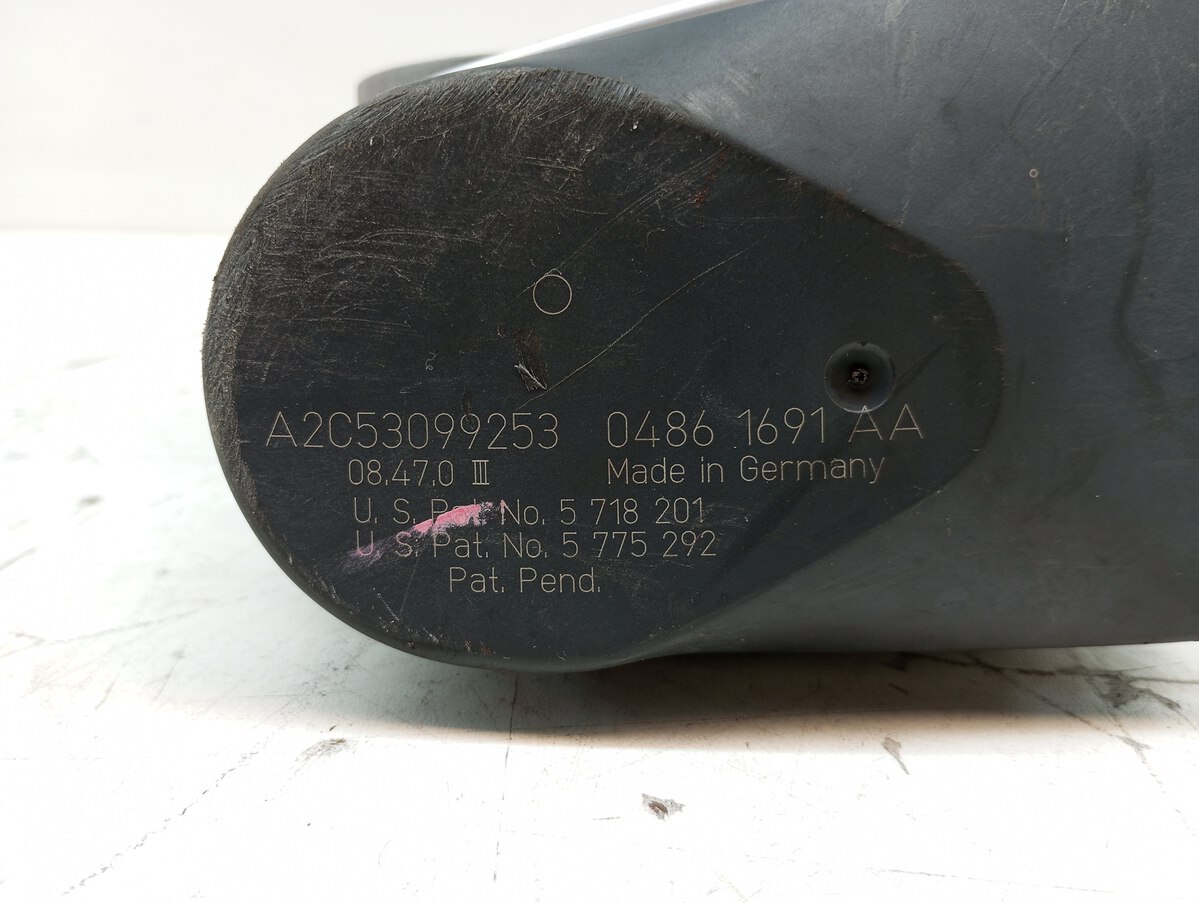 A2C53099253 0486 1691 AA
08.47.0 III Made in Germany
U. S. Pat. No. 5 718 201
U. S. Pat. No. 5 775 292
Pat. Pend.